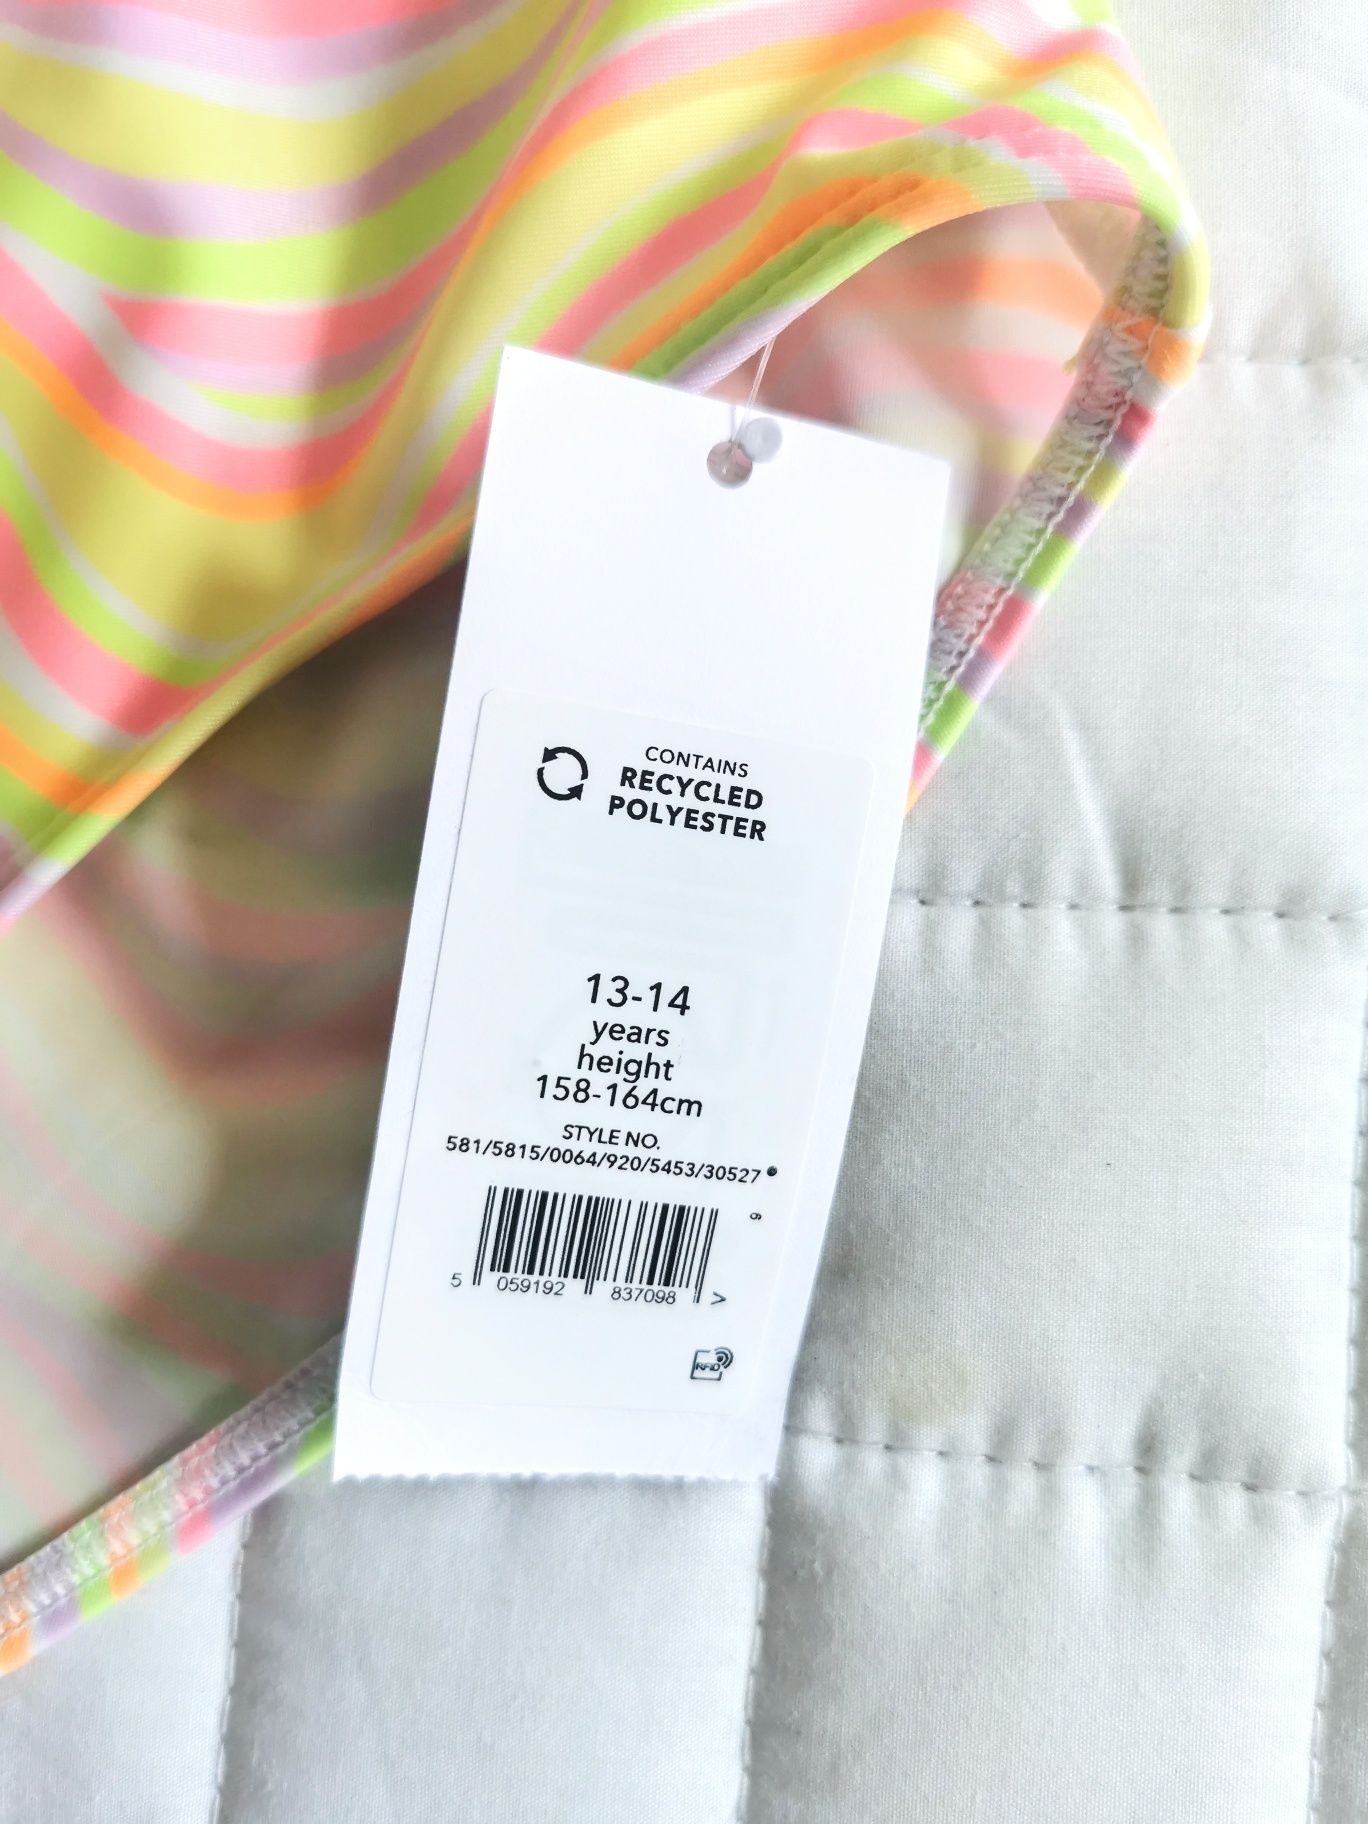 CONTAINS
RECYCLED
POLYESTER
13-14
years
height
158-164cm
STYLE NO.
581/5815/0064/920/5453/30527
9
5 059192 837098 >
RFID